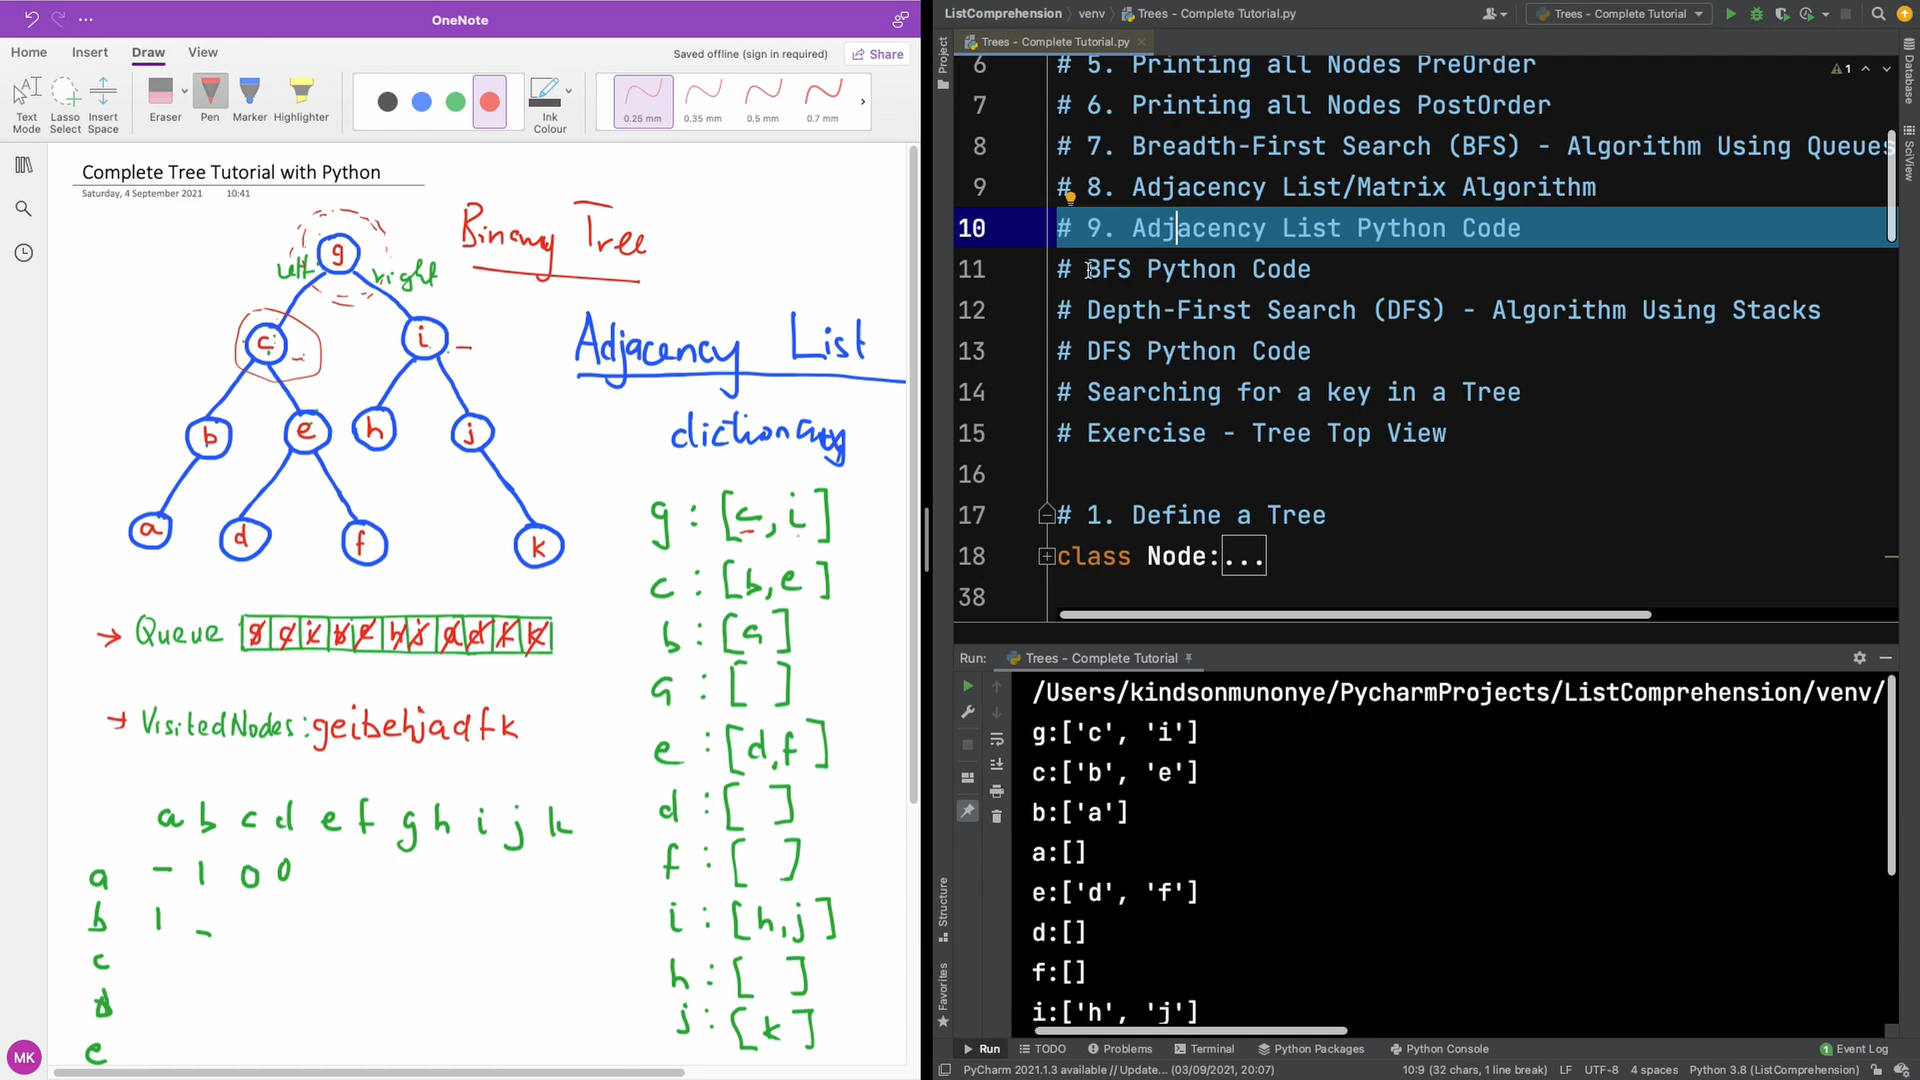 OneNote
Home Insert Draw View
Saved offline (sign in required) Share
Text Mode
Lasso Select
Insert Space
Eraser Pen Marker Highlighter
Ink Colour
0.25 mm 0.35 mm 0.5 mm 0.7 mm
Complete Tree Tutorial with Python
Saturday, 4 September 2021 10:41
Binary Tree
g
left right
c i
b e h j
a d f k
Adjacency List
dictionary
g : [c, i]
c : [b, e]
b : [a]
a : [ ]
e : [d, f]
d : [ ]
f : [ ]
i : [h, j]
h : [ ]
j : [k]
→ Queue g c i b e h j a d f k
→ VisitedNodes: gcibehjadfk
a b c d e f g h i j k
a - 1 0 0
b 1 -
c
d
e
MK
ListComprehension venv Trees - Complete Tutorial.py
Trees - Complete Tutorial
Trees - Complete Tutorial.py
Project
Database
SciView
1
6 # 5. Printing all Nodes PreOrder
7 # 6. Printing all Nodes PostOrder
8 # 7. Breadth-First Search (BFS) - Algorithm Using Queues
9 # 8. Adjacency List/Matrix Algorithm
10 # 9. Adjacency List Python Code
11 # BFS Python Code
12 # Depth-First Search (DFS) - Algorithm Using Stacks
13 # DFS Python Code
14 # Searching for a key in a Tree
15 # Exercise - Tree Top View
16
17 # 1. Define a Tree
18 class Node:...
38
Run: Trees - Complete Tutorial
/Users/kindsonmunonye/PycharmProjects/ListComprehension/venv/
g:['c', 'i']
c:['b', 'e']
b:['a']
a:[]
e:['d', 'f']
d:[]
f:[]
i:['h', 'j']
Structure
Favorites
Run TODO Problems Terminal Python Packages Python Console 1 Event Log
PyCharm 2021.1.3 available // Update... (03/09/2021, 20:07) 10:9 (32 chars, 1 line break) LF UTF-8 4 spaces Python 3.8 (ListComprehension)